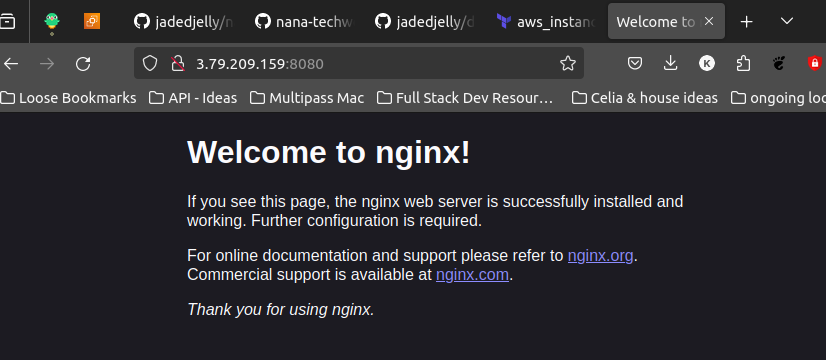 jadedjelly/n
nana-techw
jadedjelly/d
aws_instanc
Welcome to
3.79.209.159:8080
K
Loose Bookmarks
API - Ideas
Multipass Mac
Full Stack Dev Resour…
Celia & house ideas
ongoing loo
Welcome to nginx!
If you see this page, the nginx web server is successfully installed and
working. Further configuration is required.
For online documentation and support please refer to nginx.org.
Commercial support is available at nginx.com.
Thank you for using nginx.